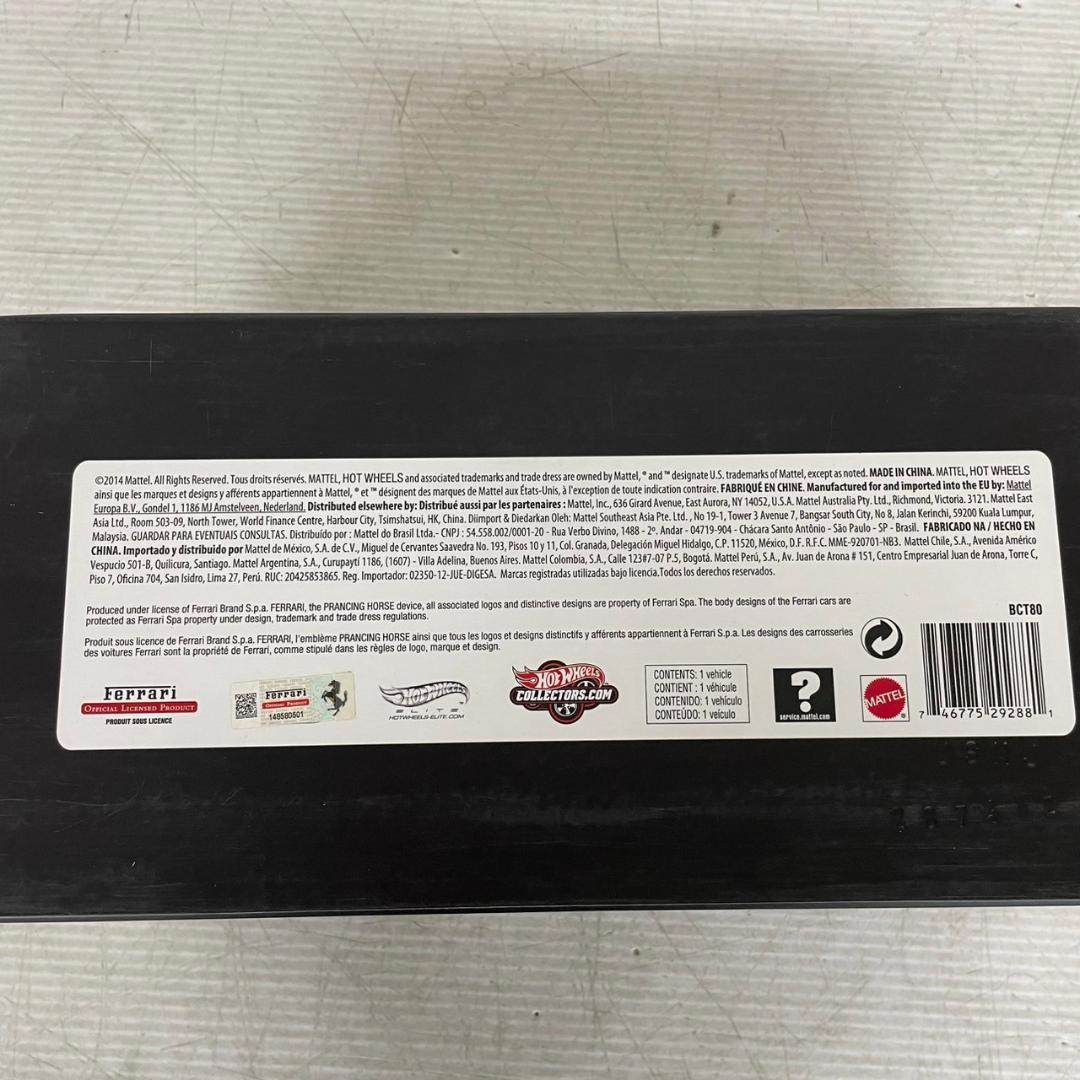 ©2014 Mattel. All Rights Reserved. Tous droits réservés. MATTEL, HOT WHEELS and associated trademarks and trade dress are owned by Mattel, ® and ™ designate U.S. trademarks of Mattel, except as noted. MADE IN CHINA. MATTEL, HOT WHEELS
ainsi que les marques et designs y afférents appartiennent à Mattel, ® et ™ désignent des marques de Mattel aux États-Unis, à l'exception de toute indication contraire. FABRIQUÉ EN CHINE. Manufactured for and imported into the EU by: Mattel
Europa B.V., Gondel 1, 1186 MJ Amstelveen, Nederland. Distributed elsewhere by: Distribué aussi par les partenaires : Mattel, Inc., 636 Girard Avenue, East Aurora, NY 14052, U.S.A. Mattel Australia Pty. Ltd., Richmond, Victoria. 3121. Mattel East
Asia Ltd., Room 503-09, North Tower, World Finance Centre, Harbour City, Tsimshatsui, HK, China. Diimport & Diedarkan Oleh: Mattel Southeast Asia Pte. Ltd. , No 19-1, Tower 3 Avenue 7, Bangsar South City, No 8, Jalan Kerinchi, 59200 Kuala Lumpur,
Malaysia. GUARDAR PARA EVENTUAIS CONSULTAS. Distribuído por : Mattel do Brasil Ltda.- CNPJ : 54.558.002/0001-20 - Rua Verbo Divino, 1488 - 2º. Andar - 04719-904 - Chácara Santo Antônio - São Paulo - SP - Brasil. FABRICADO NA / HECHO EN
CHINA. Importado y distribuido por Mattel de México, S.A. de C.V., Miguel de Cervantes Saavedra No. 193, Pisos 10 y 11, Col. Granada, Delegación Miguel Hidalgo, C.P. 11520, México, D.F. R.F.C. MME-920701-NB3. Mattel Chile, S.A., Avenida Américo
Vespucio 501-B, Quilicura, Santiago. Mattel Argentina, S.A., Curupaytí 1186, (1607) - Villa Adelina, Buenos Aires. Mattel Colombia, S.A., Calle 123#7-07 P.5, Bogotá. Mattel Perú, S.A., Av. Juan de Arona # 151, Centro Empresarial Juan de Arona, Torre C,
Piso 7, Oficina 704, San Isidro, Lima 27, Perú. RUC: 20425853865. Reg. Importador: 02350-12-JUE-DIGESA. Marcas registradas utilizadas bajo licencia.Todos los derechos reservados.
Produced under license of Ferrari Brand S.p.a. FERRARI, the PRANCING HORSE device, all associated logos and distinctive designs are property of Ferrari Spa. The body designs of the Ferrari cars are
protected as Ferrari Spa property under design, trademark and trade dress regulations.
Produit sous licence de Ferrari Brand S.p.a. FERRARI, l'emblème PRANCING HORSE ainsi que tous les logos et designs distinctifs y afférents appartiennent à Ferrari S.p.a. Les designs des carrosseries
des voitures Ferrari sont la propriété de Ferrari, comme stipulé dans les règles de logo, marque et design.
BCT80
Ferrari
OFFICIAL LICENSED PRODUCT
PRODUIT SOUS LICENCE
Ferrari
OFFICIAL PRODUCT
148580501
HOT WHEELS
ELITE
HOTWHEELS-ELITE.COM
HOT WHEELS
COLLECTORS.COM
CONTENTS: 1 vehicle
CONTIENT : 1 véhicule
CONTENIDO: 1 vehículo
CONTEÚDO: 1 veículo
?
service.mattel.com
MATTEL
®
7 46775 29288 1